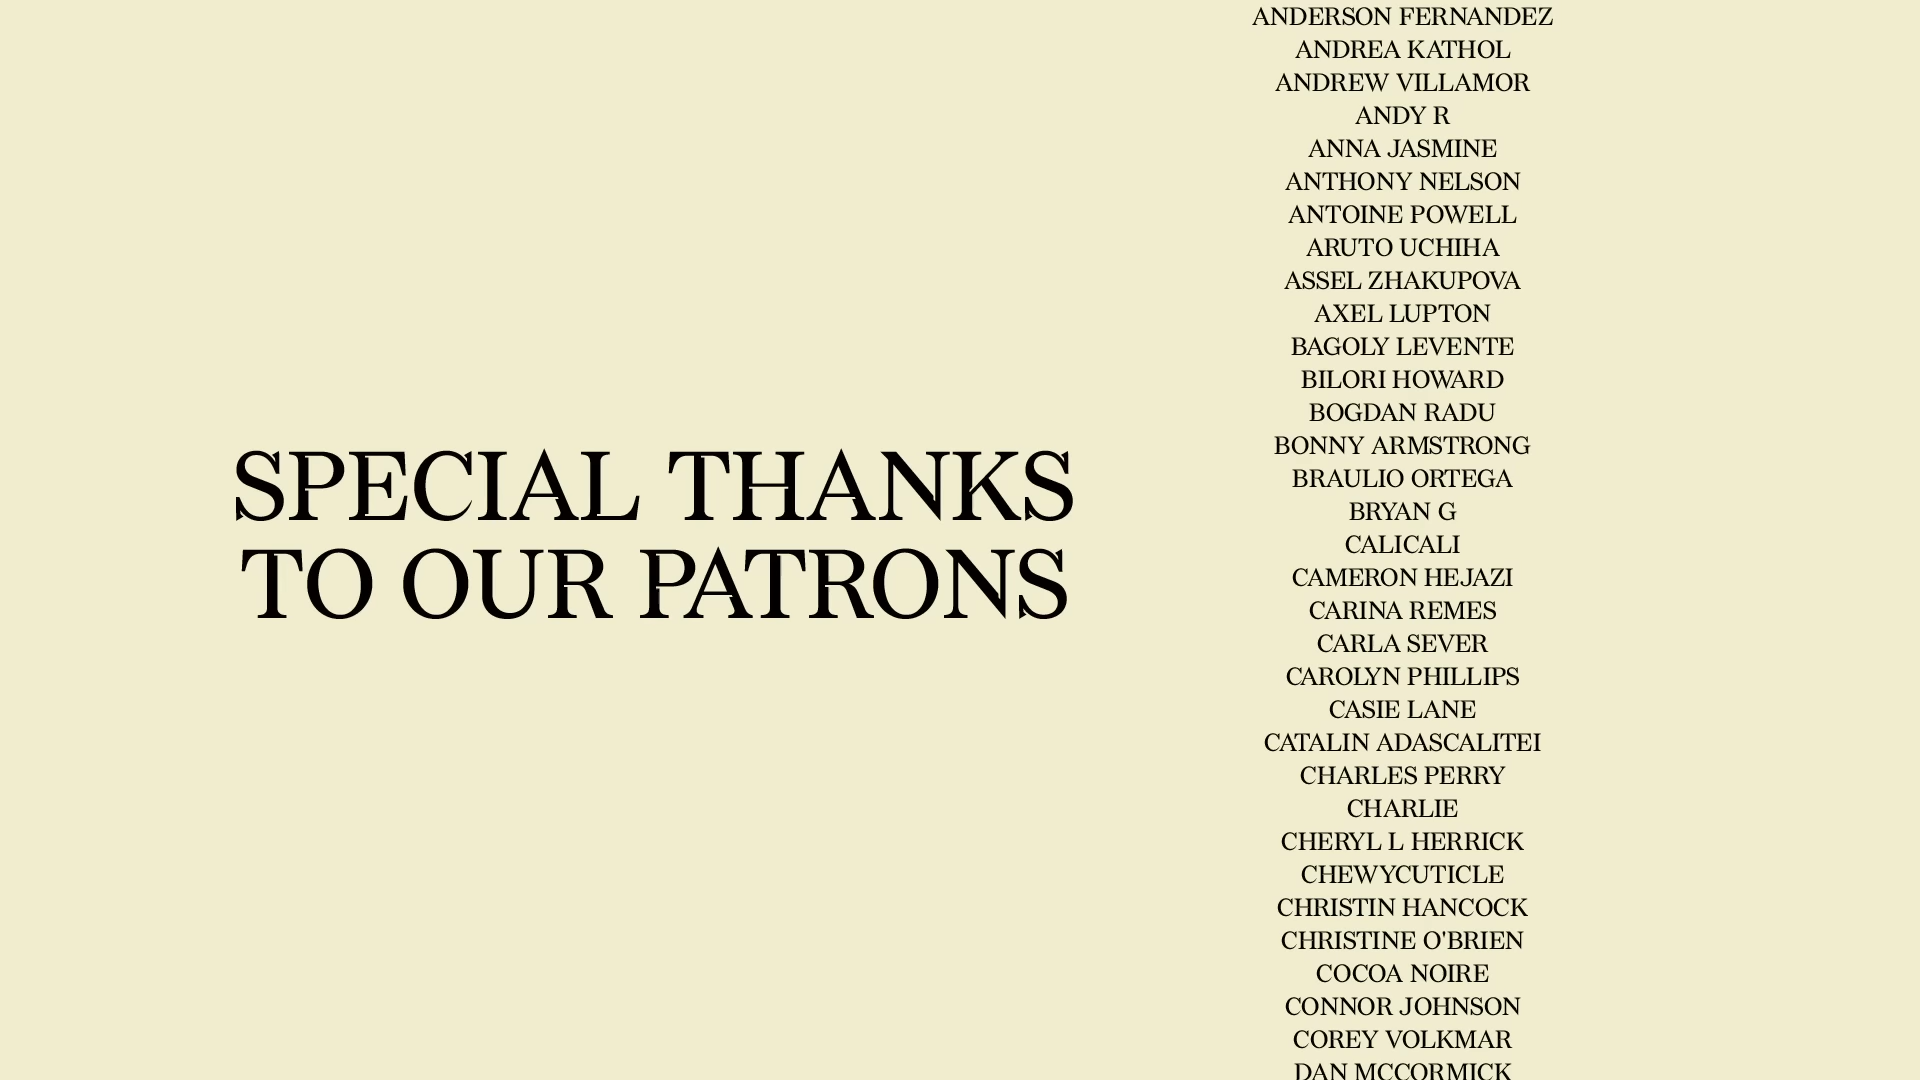 SPECIAL THANKS
TO OUR PATRONS
ANDERSON FERNANDEZ
ANDREA KATHOL
ANDREW VILLAMOR
ANDY R
ANNA JASMINE
ANTHONY NELSON
ANTOINE POWELL
ARUTO UCHIHA
ASSEL ZHAKUPOVA
AXEL LUPTON
BAGOLY LEVENTE
BILORI HOWARD
BOGDAN RADU
BONNY ARMSTRONG
BRAULIO ORTEGA
BRYAN G
CALICALI
CAMERON HEJAZI
CARINA REMES
CARLA SEVER
CAROLYN PHILLIPS
CASIE LANE
CATALIN ADASCALITEI
CHARLES PERRY
CHARLIE
CHERYL L HERRICK
CHEWYCUTICLE
CHRISTIN HANCOCK
CHRISTINE O'BRIEN
COCOA NOIRE
CONNOR JOHNSON
COREY VOLKMAR
DAN MCCORMICK